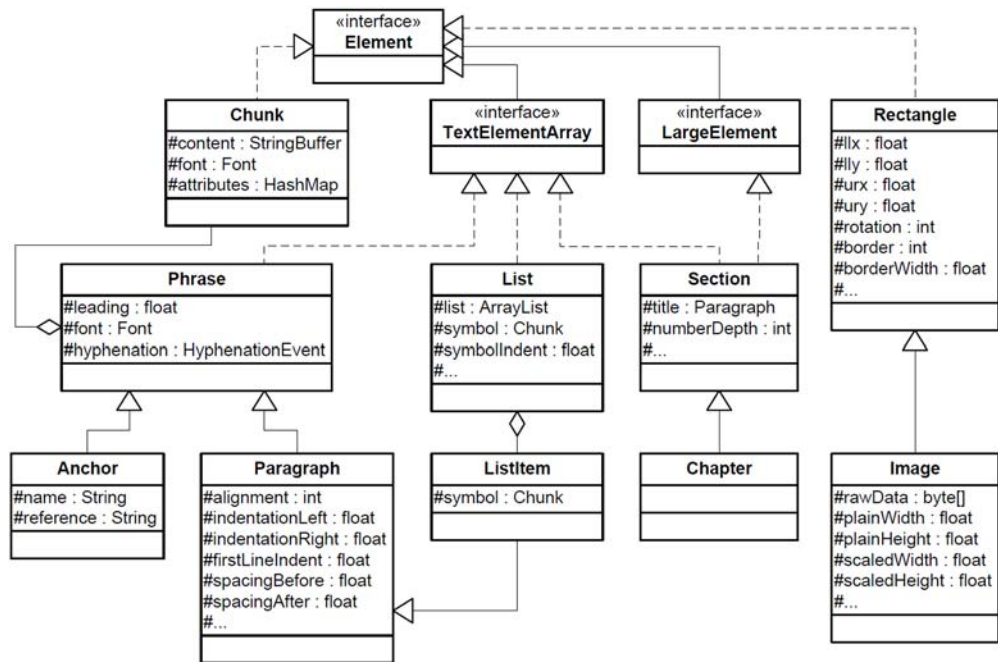 «interface»
Element
Chunk
#content : StringBuffer
#font : Font
#attributes : HashMap
«interface»
TextElementArray
«interface»
LargeElement
Rectangle
#llx : float
#lly : float
#urx : float
#ury : float
#rotation : int
#border : int
#borderWidth : float
#...
Phrase
#leading : float
#font : Font
#hyphenation : HyphenationEvent
List
#list : ArrayList
#symbol : Chunk
#symbolIndent : float
#...
Section
#title : Paragraph
#numberDepth : int
#...
Anchor
#name : String
#reference : String
Paragraph
#alignment : int
#indentationLeft : float
#indentationRight : float
#firstLineIndent : float
#spacingBefore : float
#spacingAfter : float
#...
ListItem
#symbol : Chunk
Chapter
Image
#rawData : byte[]
#plainWidth : float
#plainHeight : float
#scaledWidth : float
#scaledHeight : float
#...